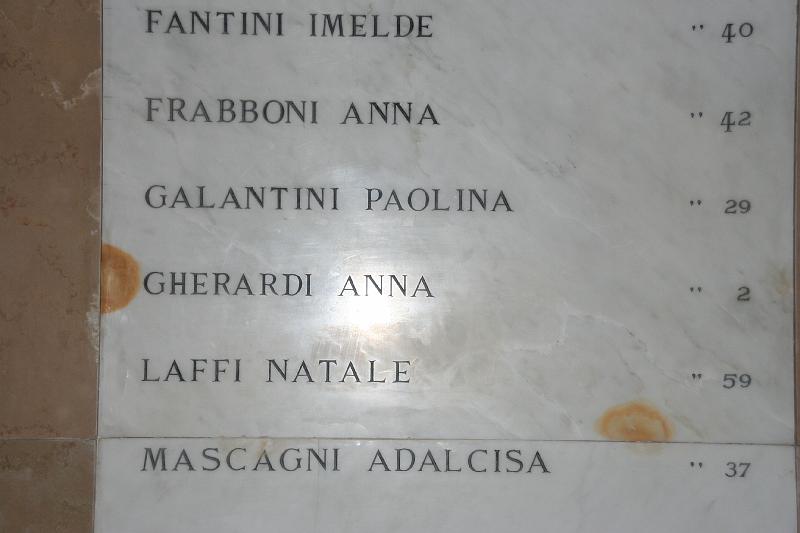 FANTINI IMELDE " 40
FRABBONI ANNA " 42
GALANTINI PAOLINA " 29
GHERARDI ANNA " 2
LAFFI NATALE " 59
MASCAGNI ADALCISA " 37